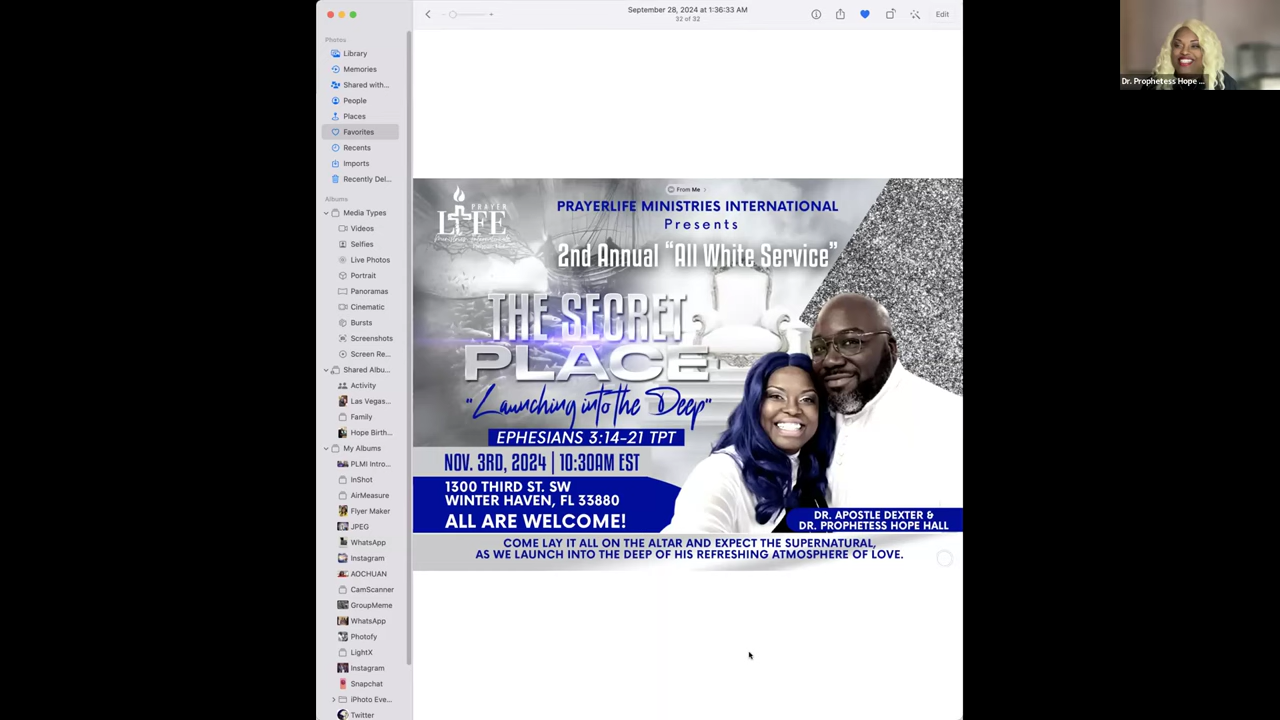 September 28, 2024 at 1:36:33 AM
32 of 32
Edit
Photos
Library
Memories
Shared with...
People
Places
Favorites
Recents
Imports
Recently Del...
Albums
Media Types
Videos
Selfies
Live Photos
Portrait
Panoramas
Cinematic
Bursts
Screenshots
Screen Re...
Shared Albu...
Activity
Las Vegas...
Family
Hope Birth...
My Albums
PLMI Intro...
InShot
AirMeasure
Flyer Maker
JPEG
WhatsApp
Instagram
AOCHUAN
CamScanner
GroupMeme
WhatsApp
Photofy
LightX
Instagram
Snapchat
iPhoto Eve...
Twitter
From Me
PRAYER
LIFE
PRAYERLIFE MINISTRIES INTERNATIONAL
Presents
2nd Annual “All White Service”
THE SECRET
PLACE
"Launching into the Deep"
EPHESIANS 3:14-21 TPT
NOV. 3RD, 2024 | 10:30AM EST
1300 THIRD ST. SW
WINTER HAVEN, FL 33880
ALL ARE WELCOME!
DR. APOSTLE DEXTER &
DR. PROPHETESS HOPE HALL
COME LAY IT ALL ON THE ALTAR AND EXPECT THE SUPERNATURAL,
AS WE LAUNCH INTO THE DEEP OF HIS REFRESHING ATMOSPHERE OF LOVE.
Dr. Prophetess Hope ...